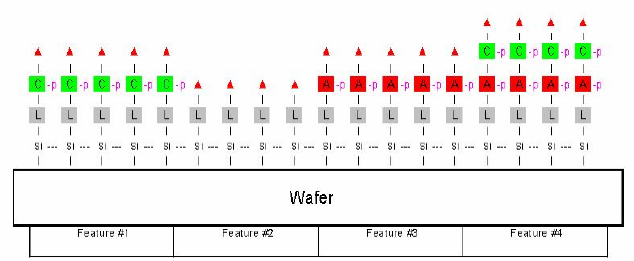 C -p C -p C -p C -p
C -p C -p C -p C -p C -p A -p A -p A -p A -p A -p A -p A -p A -p A -p
L L L L L L L L L L L L L L L L L L
Si --- Si --- Si --- Si --- Si --- Si --- Si --- Si --- Si --- Si --- Si --- Si --- Si --- Si --- Si --- Si --- Si --- Si ---
Wafer
Feature #1 Feature #2 Feature #3 Feature #4